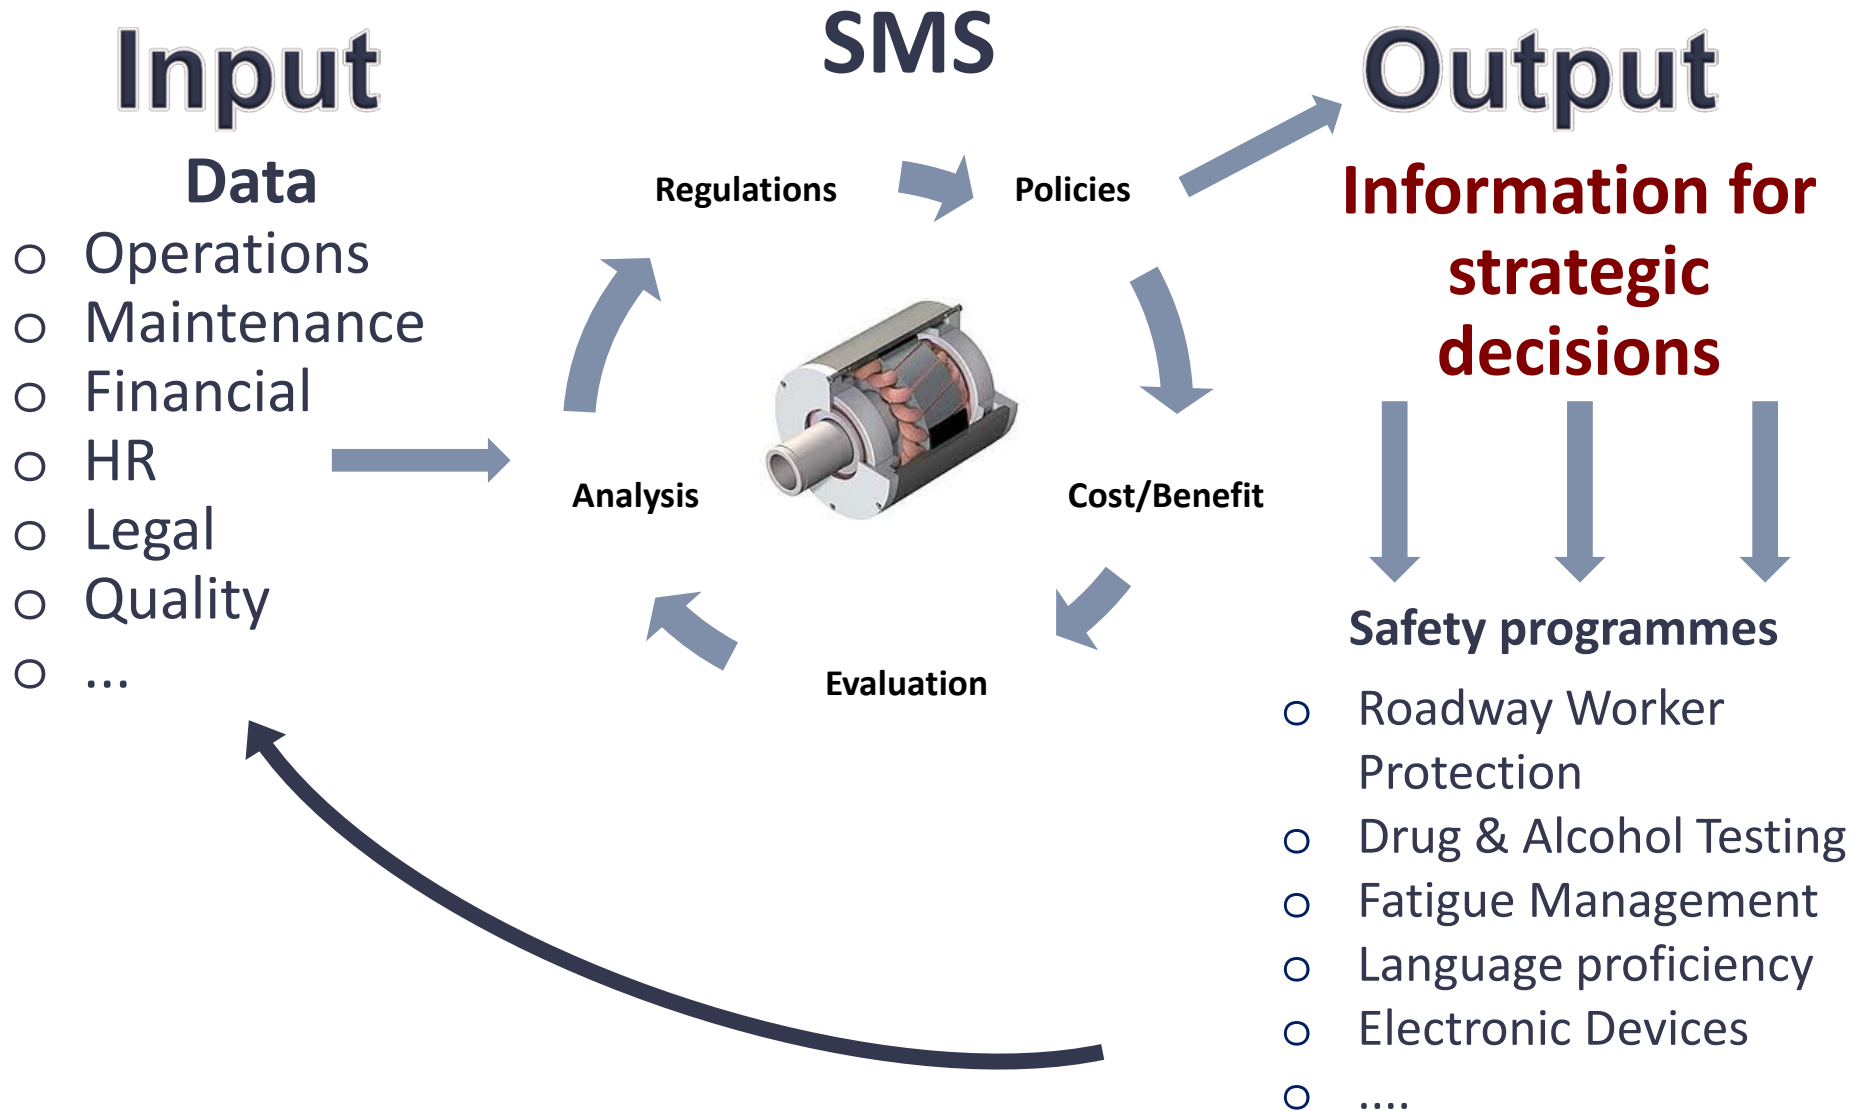 Input
Data
o Operations
o Maintenance
o Financial
o HR
o Legal
o Quality
o ...
SMS
Regulations
Policies
Analysis
Cost/Benefit
Evaluation
Output
Information for
strategic
decisions
Safety programmes
o Roadway Worker
Protection
o Drug & Alcohol Testing
o Fatigue Management
o Language proficiency
o Electronic Devices
o ....